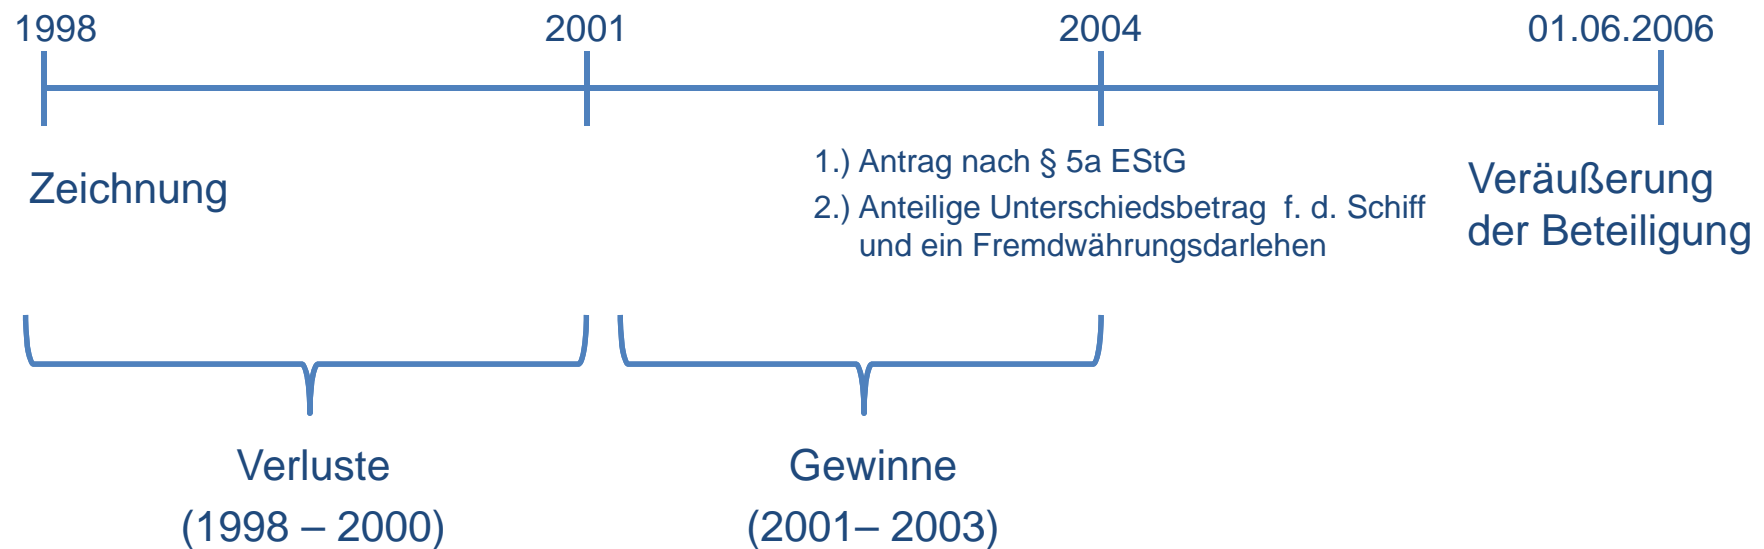 1998
2001
2004
01.06.2006
Zeichnung
1.) Antrag nach § 5a EStG
2.) Anteilige Unterschiedsbetrag f. d. Schiff
und ein Fremdwährungsdarlehen
Veräußerung
der Beteiligung
Verluste
(1998 – 2000)
Gewinne
(2001– 2003)